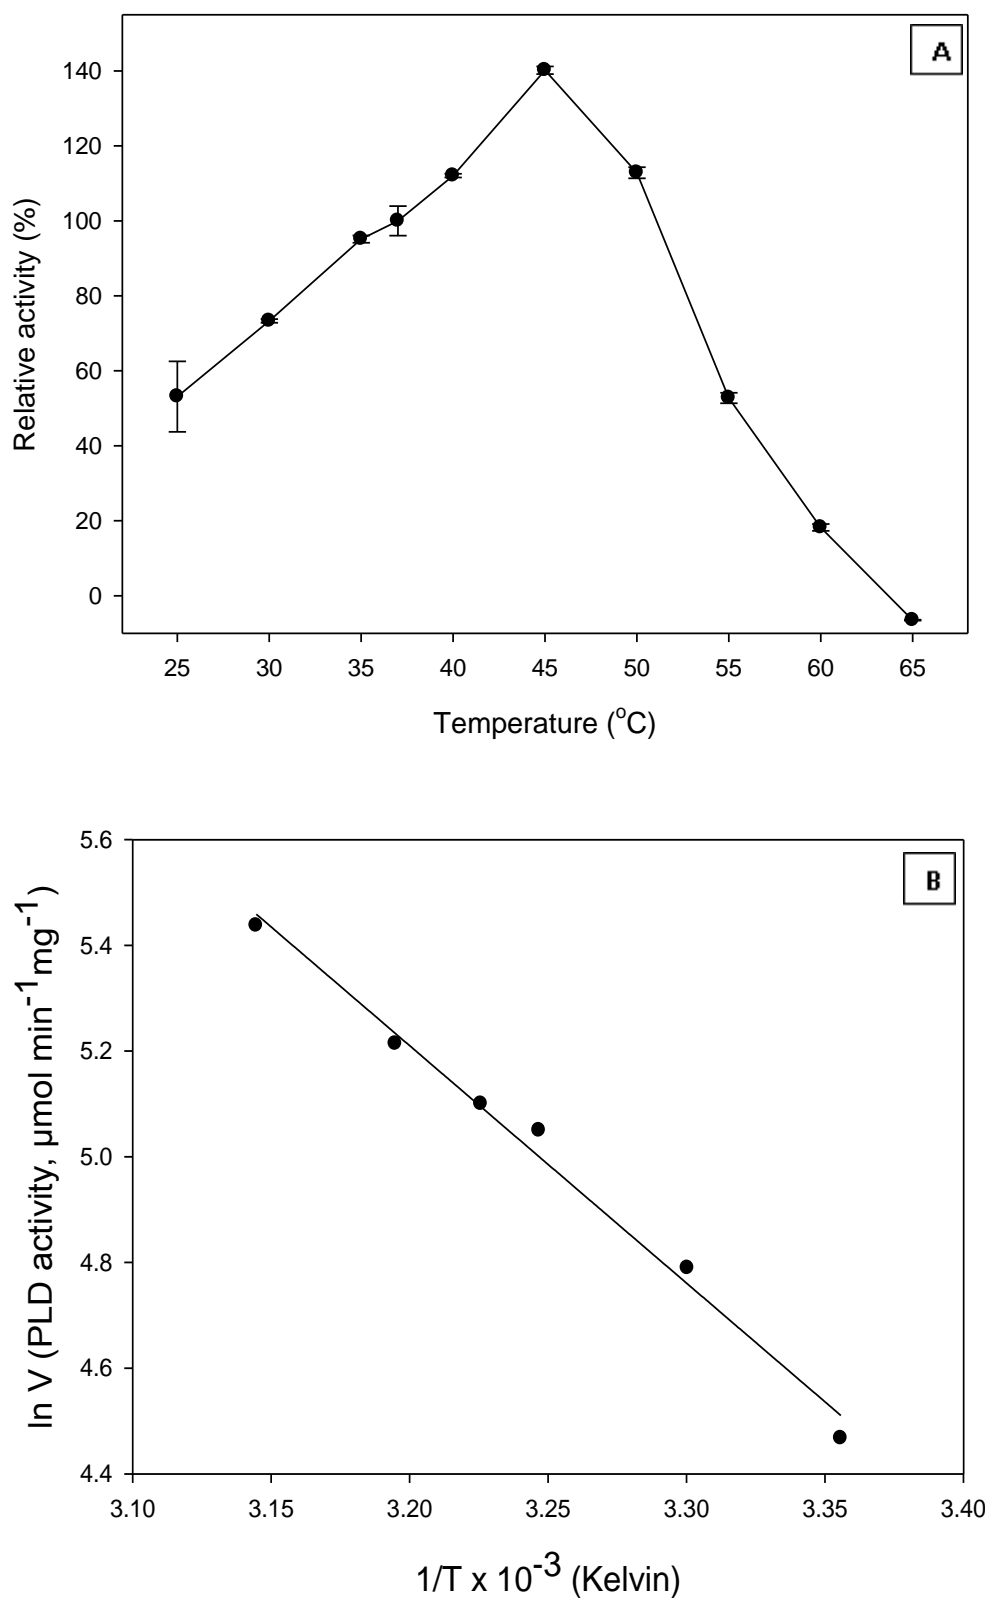 A
140
120
100
80
60
40
20
0
Relative activity (%)
25 30 35 40 45 50 55 60 65
Temperature (°C)
B
5.6
5.4
5.2
5.0
4.8
4.6
4.4
ln V (PLD activity, µmol min⁻¹mg⁻¹)
3.10 3.15 3.20 3.25 3.30 3.35 3.40
1/T x 10⁻³ (Kelvin)